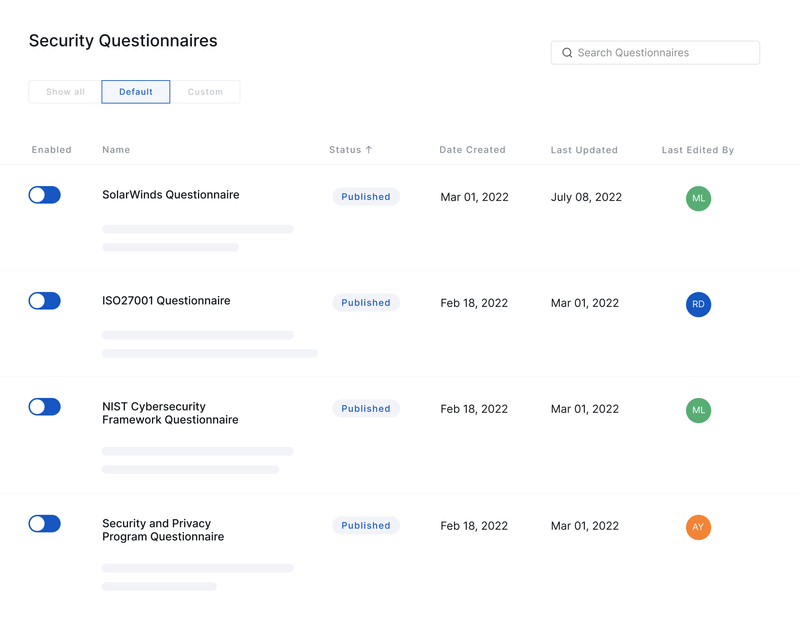 Security Questionnaires
Search Questionnaires
Show all Default Custom
Enabled Name Status ↑ Date Created Last Updated Last Edited By
SolarWinds Questionnaire Published Mar 01, 2022 July 08, 2022 ML
ISO27001 Questionnaire Published Feb 18, 2022 Mar 01, 2022 RD
NIST Cybersecurity
Framework Questionnaire Published Feb 18, 2022 Mar 01, 2022 ML
Security and Privacy
Program Questionnaire Published Feb 18, 2022 Mar 01, 2022 AY